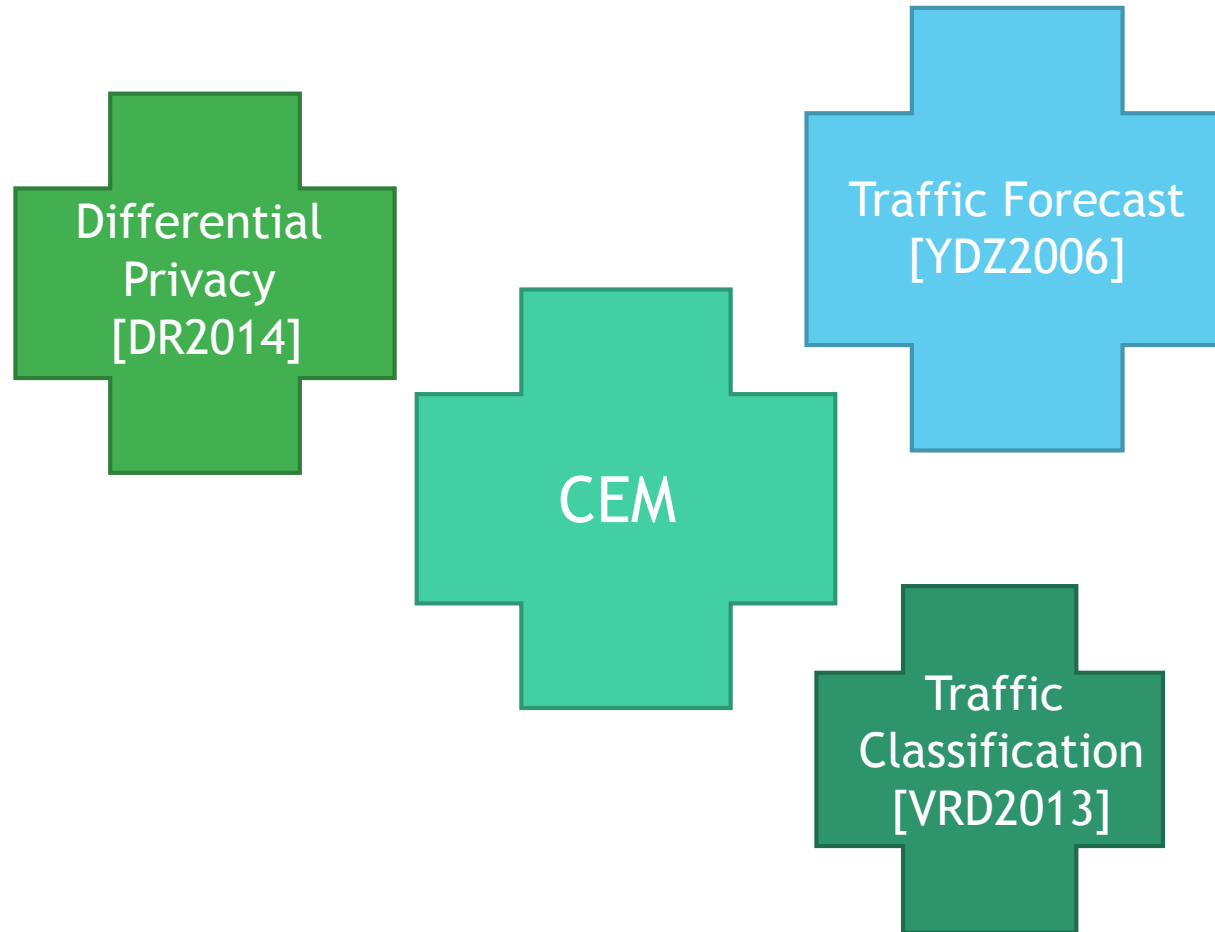 Differential
Privacy
[DR2014]
Traffic Forecast
[YDZ2006]
CEM
Traffic
Classification
[VRD2013]